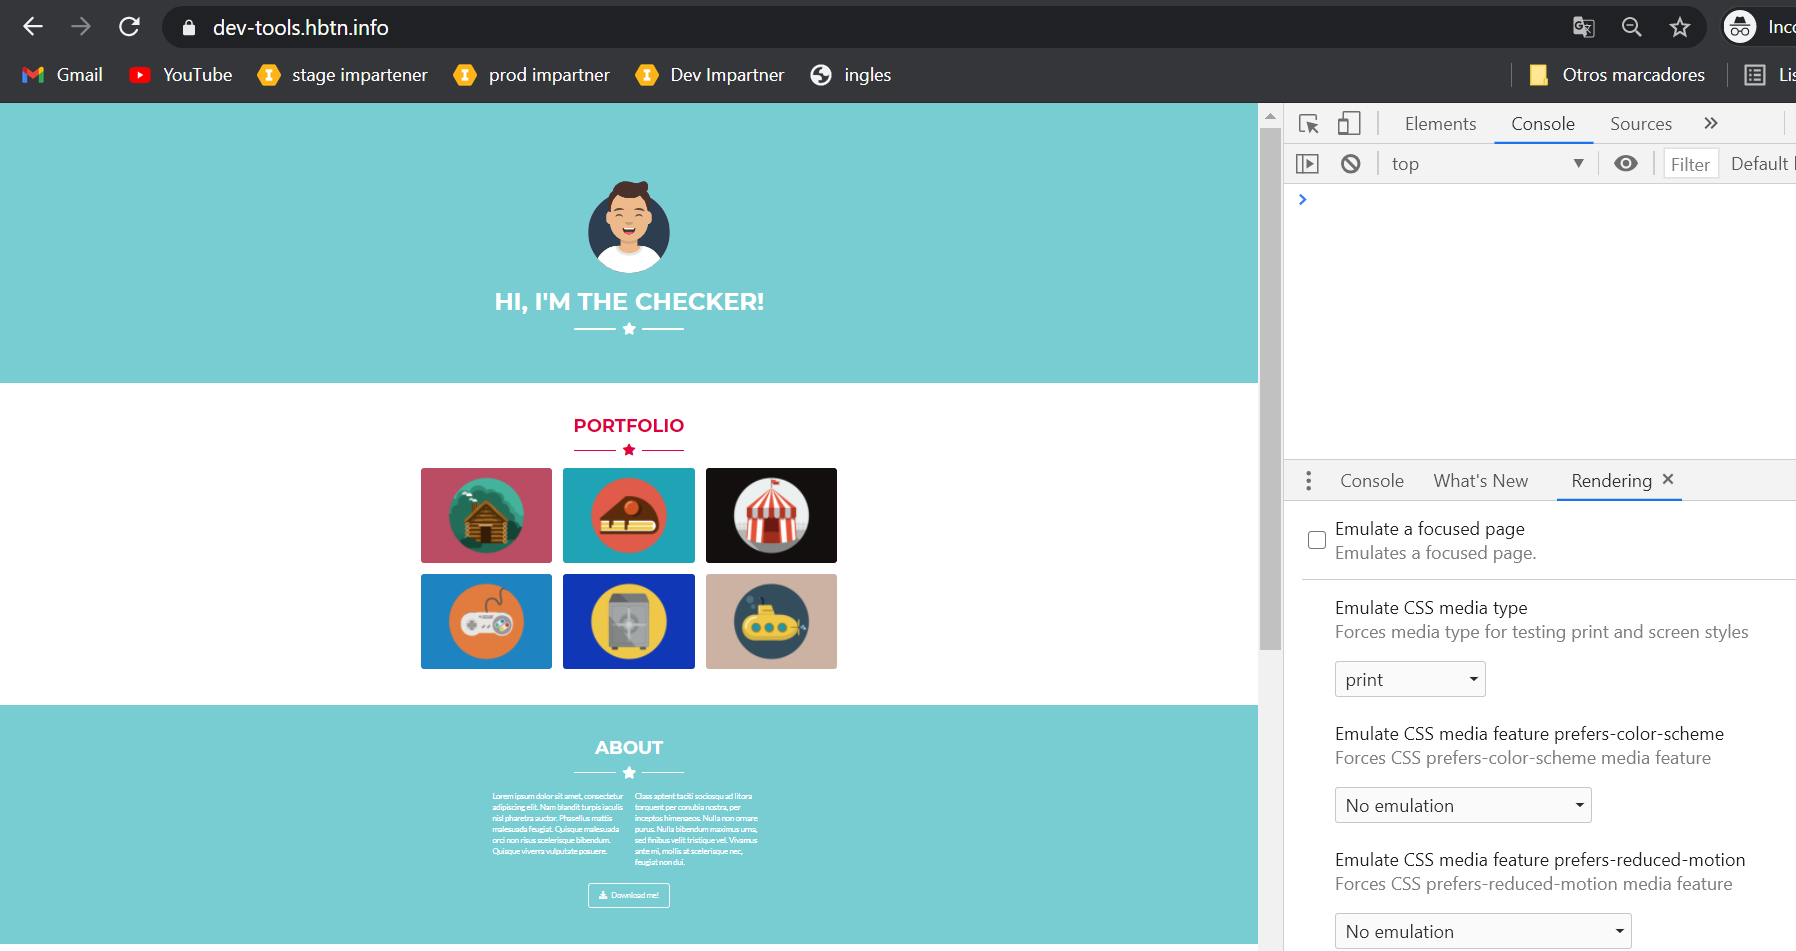 dev-tools.hbtn.info
Gmail
YouTube
stage impartener
prod impartner
Dev Impartner
ingles
Otros marcadores
HI, I'M THE CHECKER!
PORTFOLIO
ABOUT
Lorem ipsum dolor sit amet, consectetur
adipiscing elit. Nam blandit turpis iaculis
nisl pharetra auctor. Phasellus mattis
malesuada feugiat. Quisque malesuada
orci non risus scelerisque bibendum.
Quisque viverra vulputate posuere.
Class aptent taciti sociosqu ad litora
torquent per conubia nostra, per
inceptos himenaeos. Nulla non ornare
purus. Nulla bibendum maximus urna,
sed finibus velit tristique vel. Vivamus
ante mi, mollis at scelerisque nec,
feugiat non dui.
Download me!
Elements Console Sources
top Filter Default
Console What's New Rendering
Emulate a focused page
Emulates a focused page.
Emulate CSS media type
Forces media type for testing print and screen styles
print
Emulate CSS media feature prefers-color-scheme
Forces CSS prefers-color-scheme media feature
No emulation
Emulate CSS media feature prefers-reduced-motion
Forces CSS prefers-reduced-motion media feature
No emulation